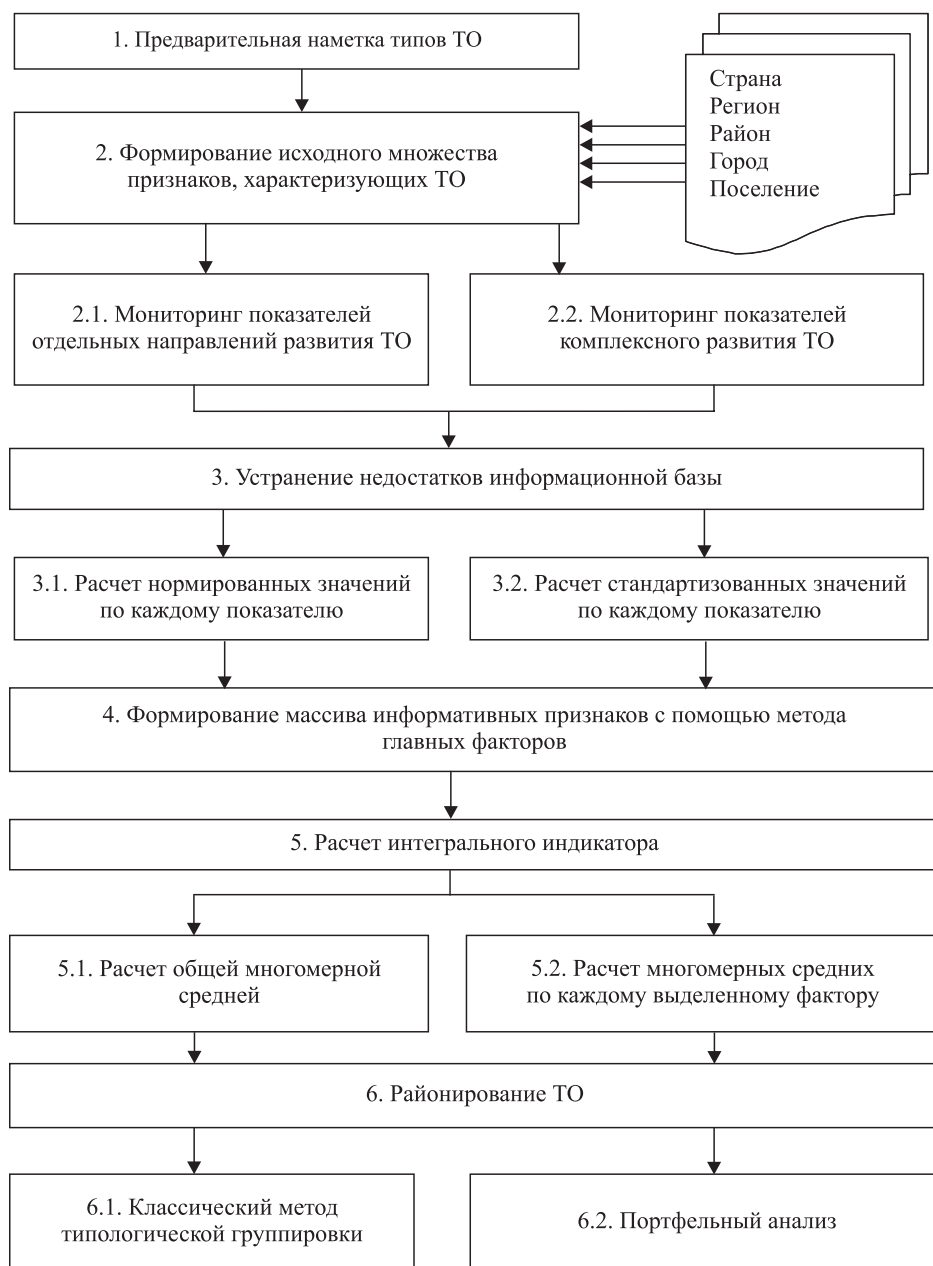 1. Предварительная наметка типов ТО
Страна
Регион
Район
Город
Поселение
2. Формирование исходного множества
признаков, характеризующих ТО
2.1. Мониторинг показателей
отдельных направлений развития ТО
2.2. Мониторинг показателей
комплексного развития ТО
3. Устранение недостатков информационной базы
3.1. Расчет нормированных значений
по каждому показателю
3.2. Расчет стандартизованных значений
по каждому показателю
4. Формирование массива информативных признаков с помощью метода
главных факторов
5. Расчет интегрального индикатора
5.1. Расчет общей многомерной
средней
5.2. Расчет многомерных средних
по каждому выделенному фактору
6. Районирование ТО
6.1. Классический метод
типологической группировки
6.2. Портфельный анализ